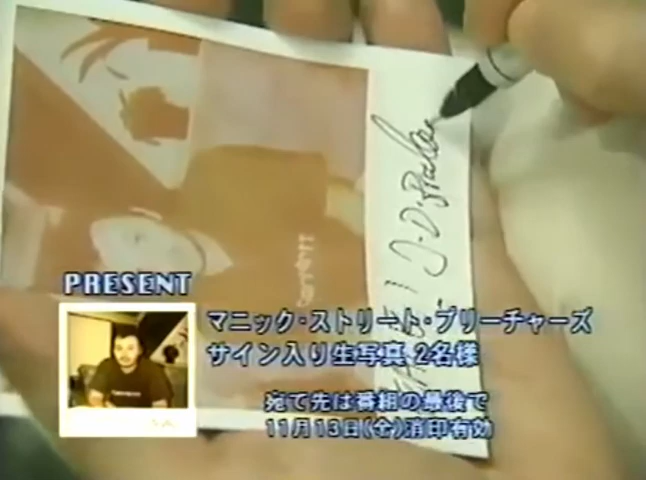 PRESENT
マニック・ストリート・プリーチャーズ
サイン入り生写真 2名様
宛て先は番組の最後で
11月13日(金)消印有効